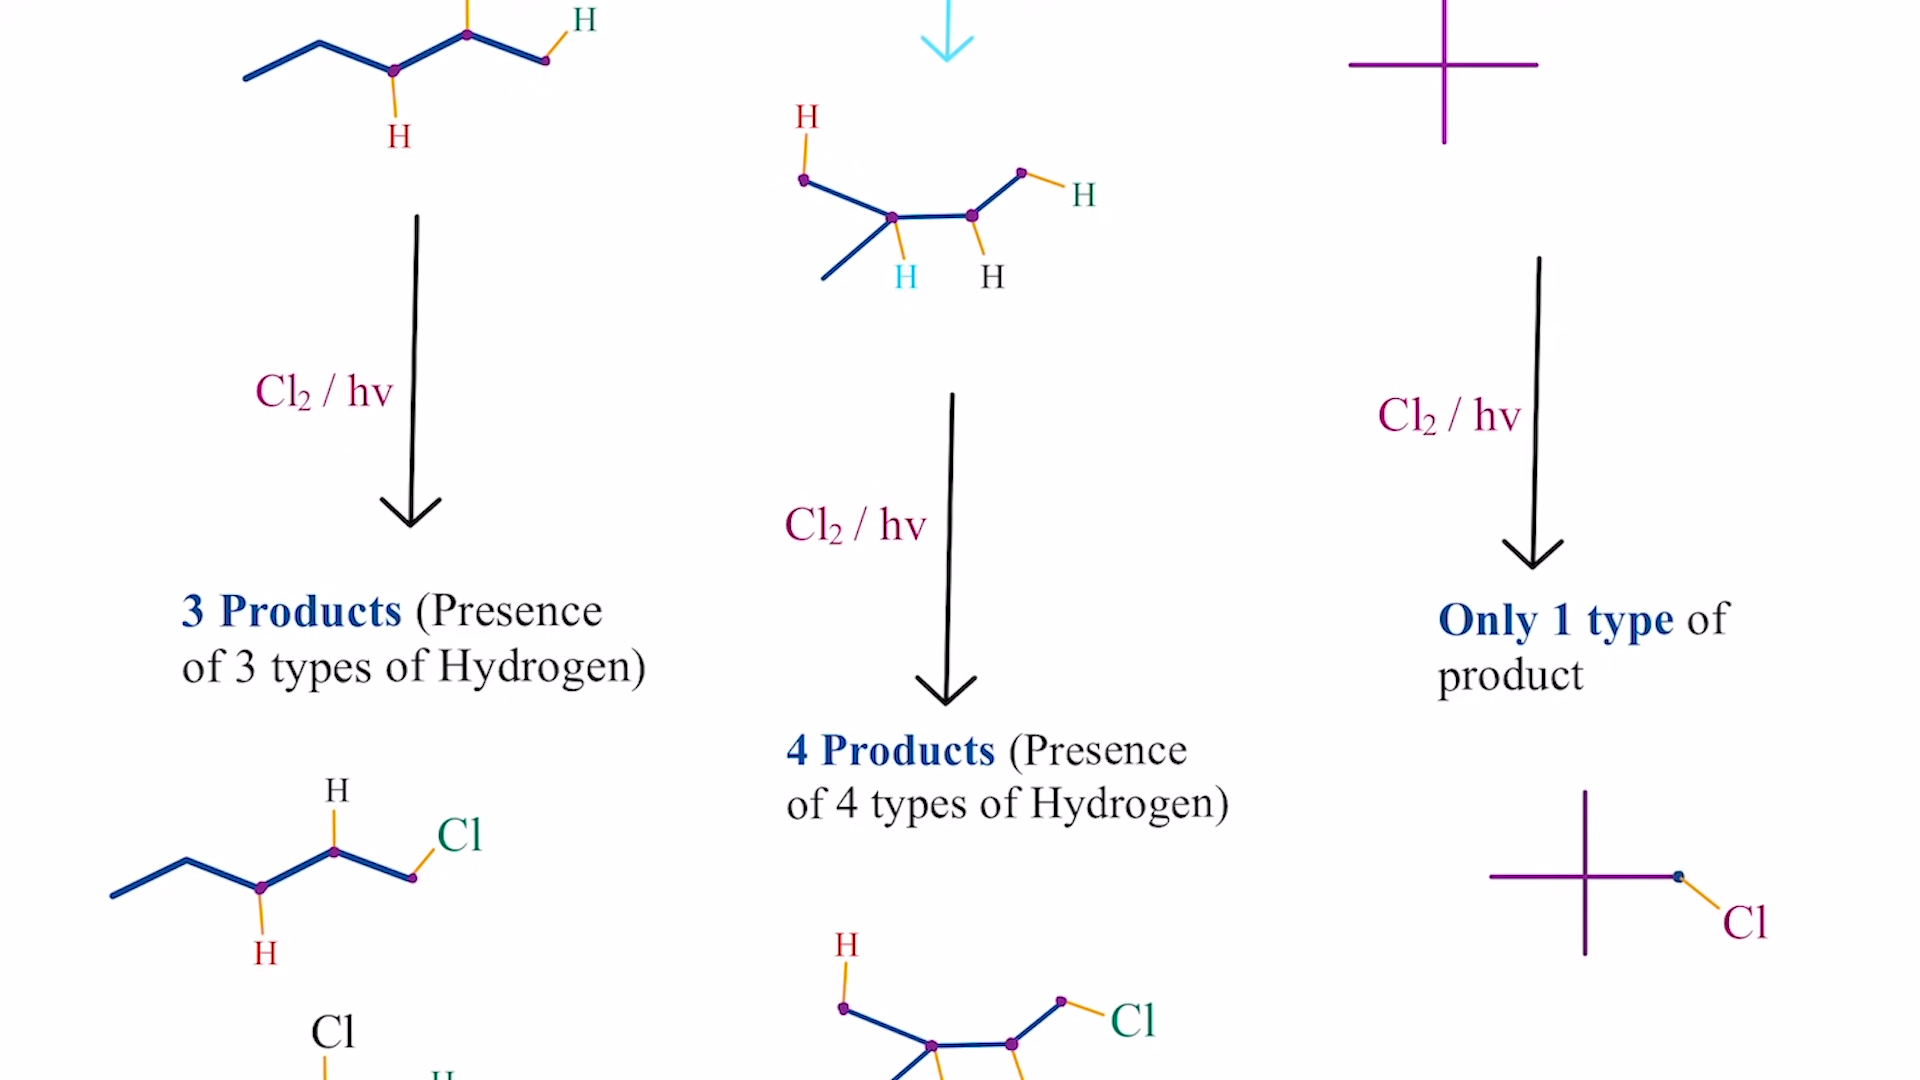 H
H
H
H
H
H
Cl₂ / hν
3 Products (Presence
of 3 types of Hydrogen)
H
Cl
H
Cl
H
Cl₂ / hν
4 Products (Presence
of 4 types of Hydrogen)
H
Cl
Cl₂ / hν
Only 1 type of
product
Cl